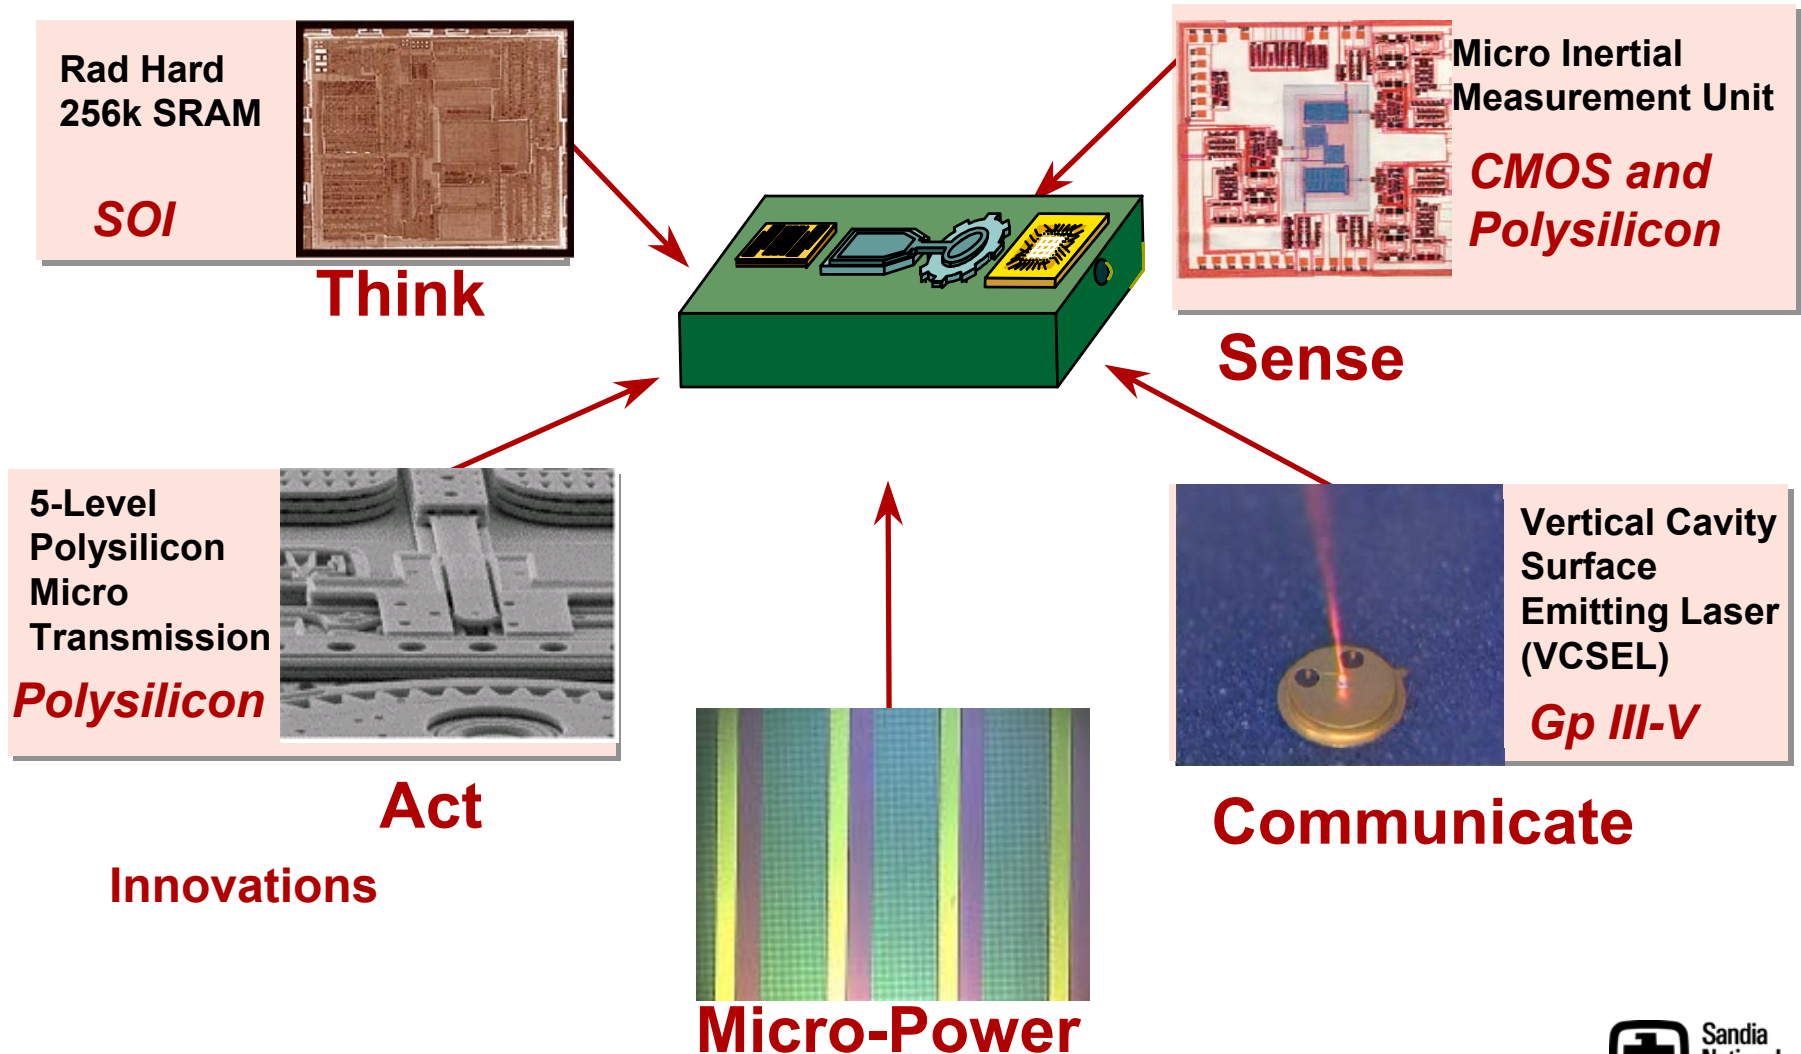 Rad Hard
256k SRAM
SOI
Think
Micro Inertial
Measurement Unit
CMOS and
Polysilicon
Sense
5-Level
Polysilicon
Micro
Transmission
Polysilicon
Act
Vertical Cavity
Surface
Emitting Laser
(VCSEL)
Gp III-V
Communicate
Innovations
Micro-Power
Sandia